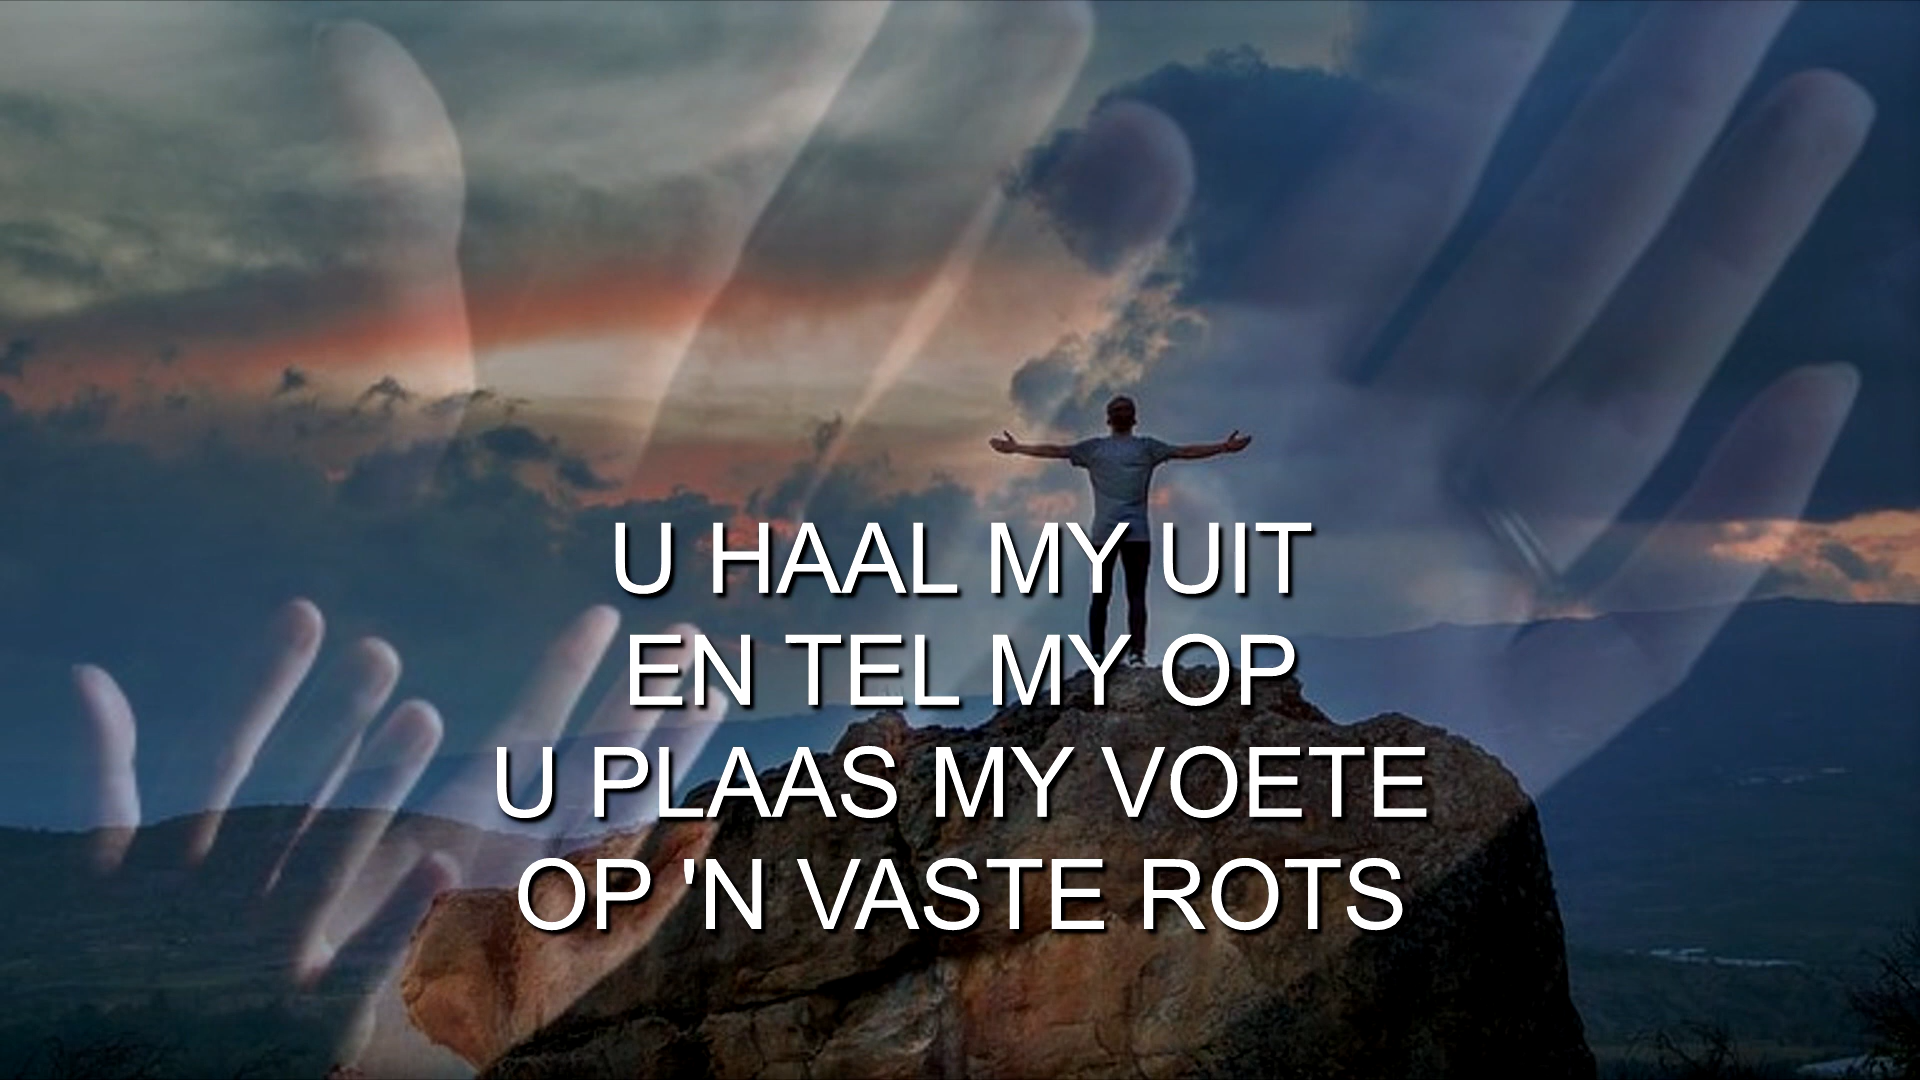 U HAAL MY UIT
EN TEL MY OP
U PLAAS MY VOETE
OP 'N VASTE ROTS